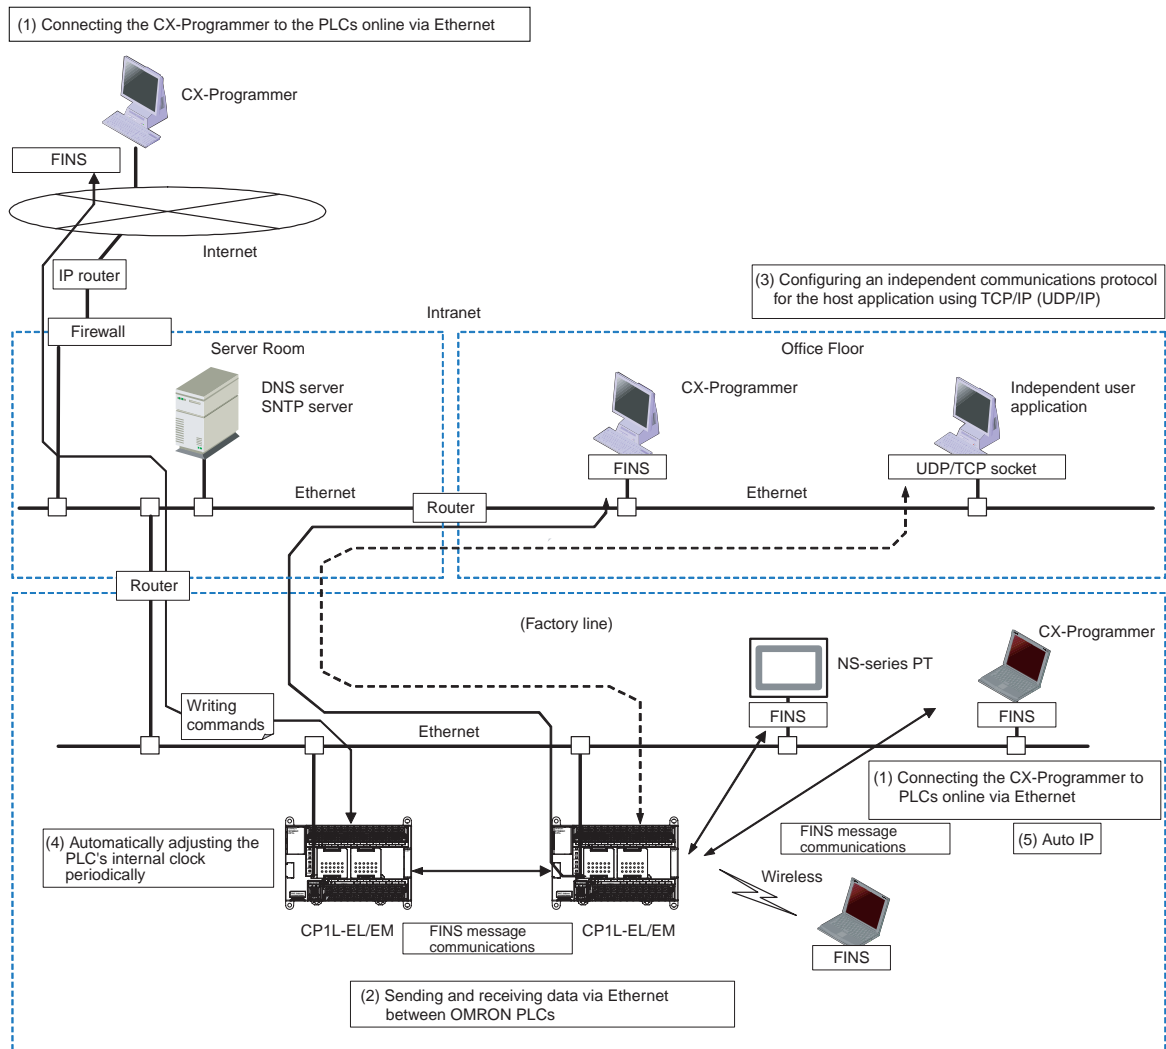 (1) Connecting the CX-Programmer to the PLCs online via Ethernet
CX-Programmer
FINS
Internet
IP router
(3) Configuring an independent communications protocol
for the host application using TCP/IP (UDP/IP)
Intranet
Firewall
Server Room
Office Floor
DNS server
SNTP server
CX-Programmer
Independent user
application
FINS
UDP/TCP socket
Ethernet
Router
Ethernet
Router
(Factory line)
CX-Programmer
NS-series PT
Writing
commands
FINS
FINS
Ethernet
(1) Connecting the CX-Programmer to
PLCs online via Ethernet
(4) Automatically adjusting the
PLC's internal clock
periodically
FINS message
communications
(5) Auto IP
Wireless
CP1L-EL/EM
FINS message
communications
CP1L-EL/EM
FINS
(2) Sending and receiving data via Ethernet
between OMRON PLCs